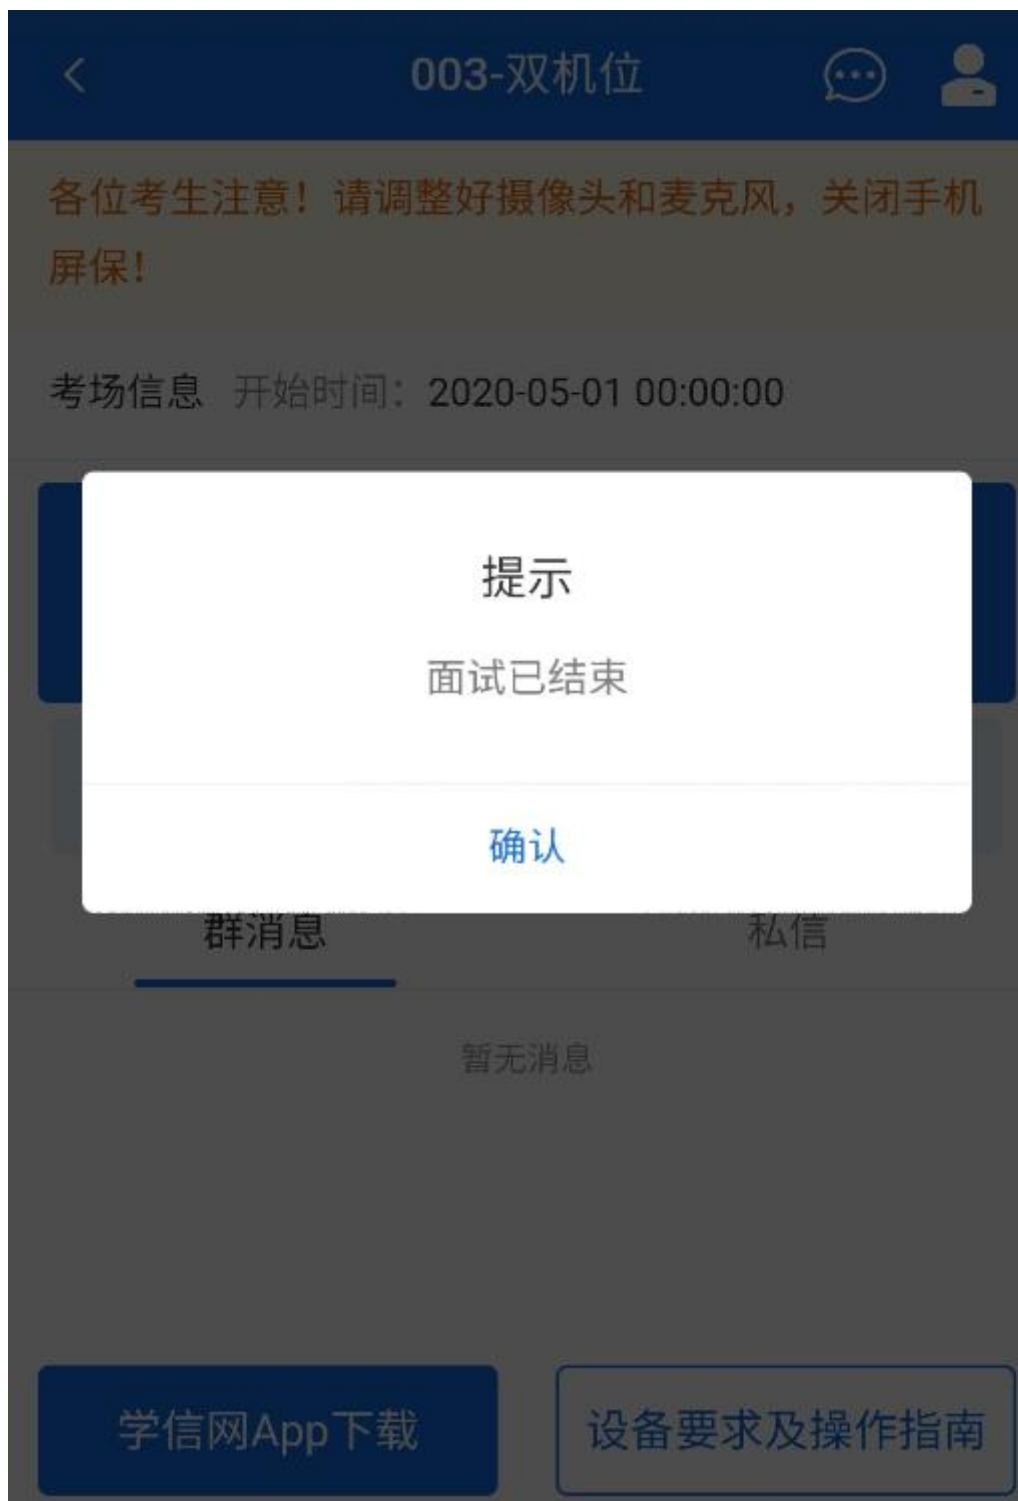 003-双机位
各位考生注意！请调整好摄像头和麦克风，关闭手机
屏保！
考场信息 开始时间：2020-05-01 00:00:00
提示
面试已结束
确认
群消息 私信
暂无消息
学信网App下载 设备要求及操作指南